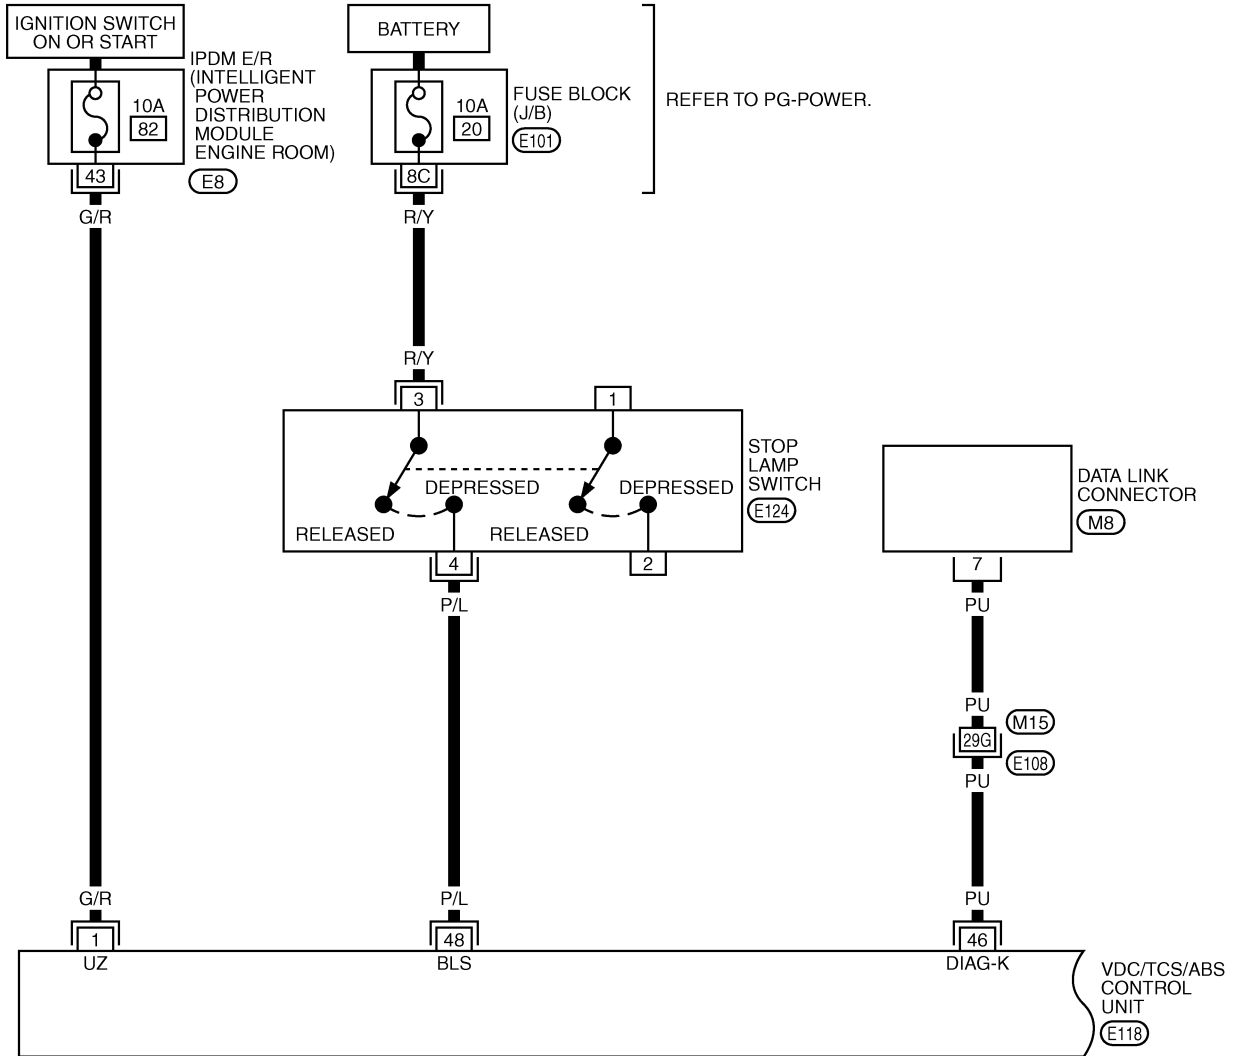 IGNITION SWITCH
ON OR START
BATTERY
IPDM E/R
(INTELLIGENT
POWER
DISTRIBUTION
MODULE
ENGINE ROOM)
E8
10A
82
43
G/R
10A
20
8C
R/Y
FUSE BLOCK
(J/B)
E101
REFER TO PG-POWER.
R/Y
3
1
DEPRESSED
RELEASED
DEPRESSED
RELEASED
STOP
LAMP
SWITCH
E124
4
2
P/L
DATA LINK
CONNECTOR
M8
7
PU
PU
M15
29G
E108
PU
G/R
P/L
PU
1
48
46
UZ
BLS
DIAG-K
VDC/TCS/ABS
CONTROL
UNIT
E118